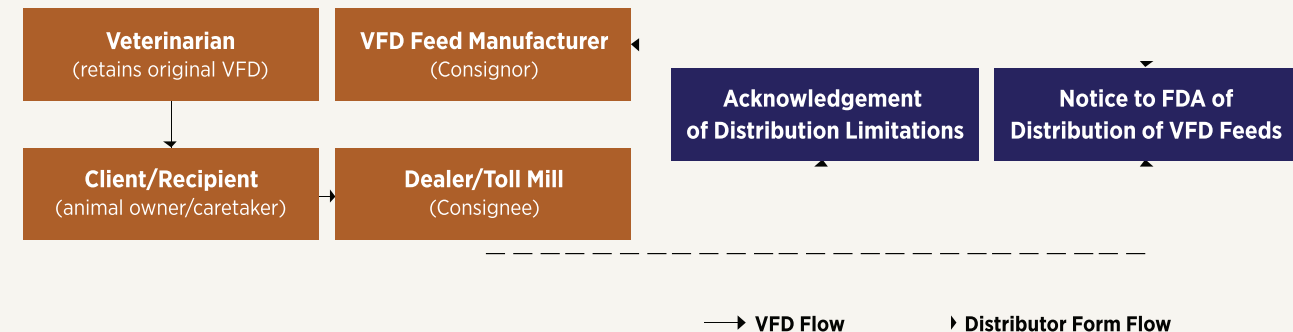 Veterinarian
(retains original VFD)
VFD Feed Manufacturer
(Consignor)
Acknowledgement
of Distribution Limitations
Notice to FDA of
Distribution of VFD Feeds
Client/Recipient
(animal owner/caretaker)
Dealer/Toll Mill
(Consignee)
VFD Flow
Distributor Form Flow